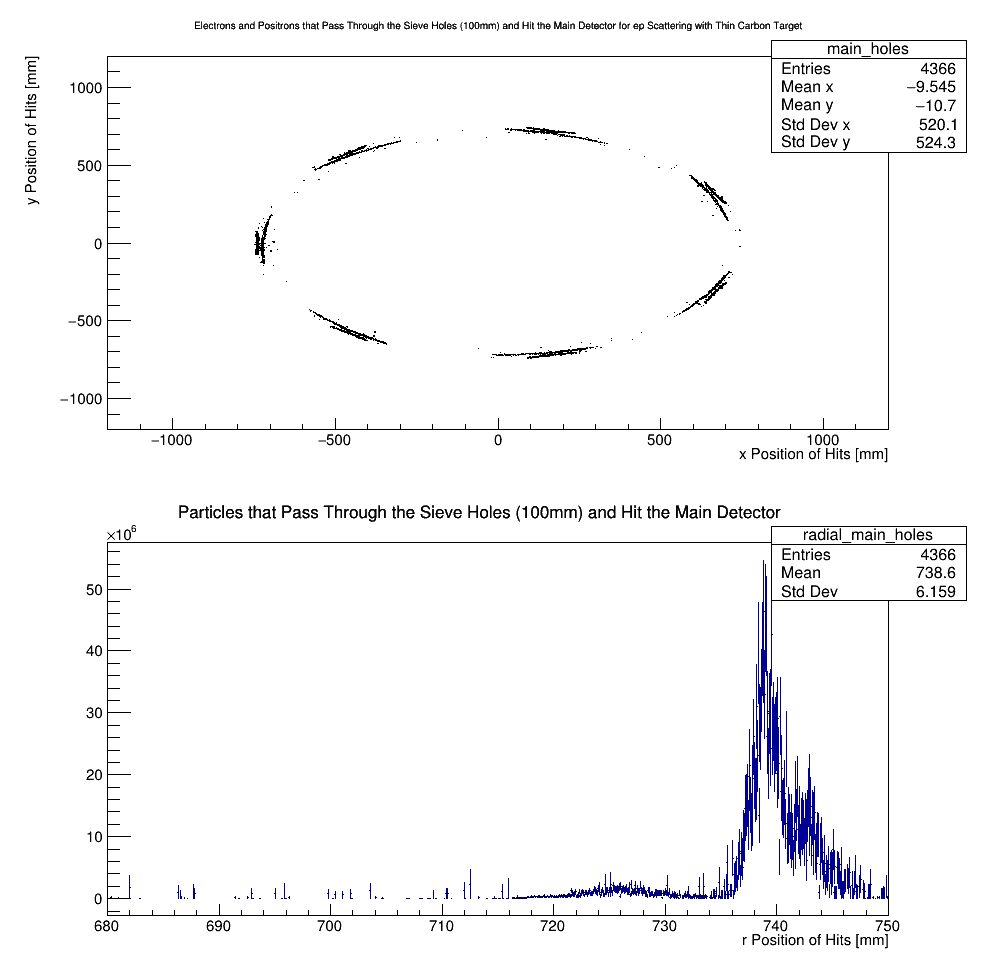 Electrons and Positrons that Pass Through the Sieve Holes (100mm) and Hit the Main Detector for ep Scattering with Thin Carbon Target
main_holes
Entries 4366
Mean x −9.545
Mean y −10.7
Std Dev x 520.1
Std Dev y 524.3
y Position of Hits [mm]
1000
500
0
−500
−1000
−1000 −500 0 500 1000
x Position of Hits [mm]
Particles that Pass Through the Sieve Holes (100mm) and Hit the Main Detector
×10^6
radial_main_holes
Entries 4366
Mean 738.6
Std Dev 6.159
50
40
30
20
10
0
680 690 700 710 720 730 740 750
r Position of Hits [mm]